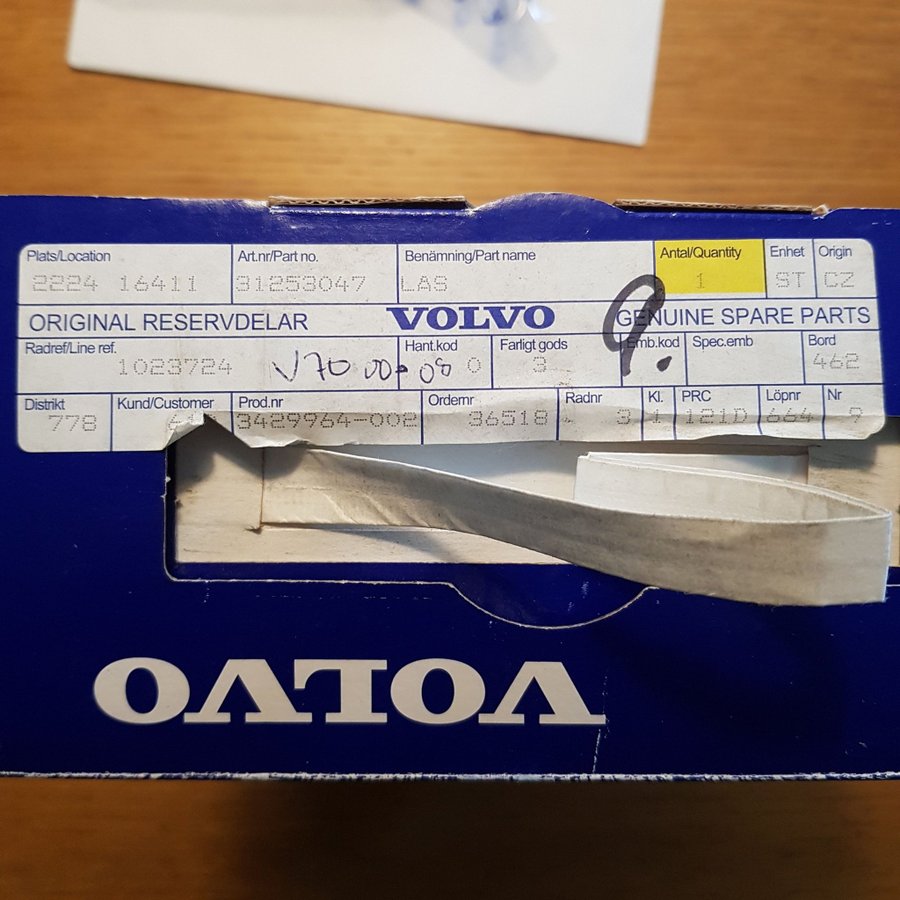 Plats/Location Art.nr/Part no. Benämning/Part name Antal/Quantity Enhet Origin
2224 16411 31253047 LAS 1 ST CZ
ORIGINAL RESERVDELAR VOLVO GENUINE SPARE PARTS
Radref/Line ref. Hant.kod Farligt gods Emb.kod Spec.emb Bord
1023724 V70 00-08 0 3 9. 462
Distrikt Kund/Customer Prod.nr Ordernr Radnr Kl. PRC Löpnr Nr
778 3429964-002 36518 3 1 121D 664 9
VOLVO